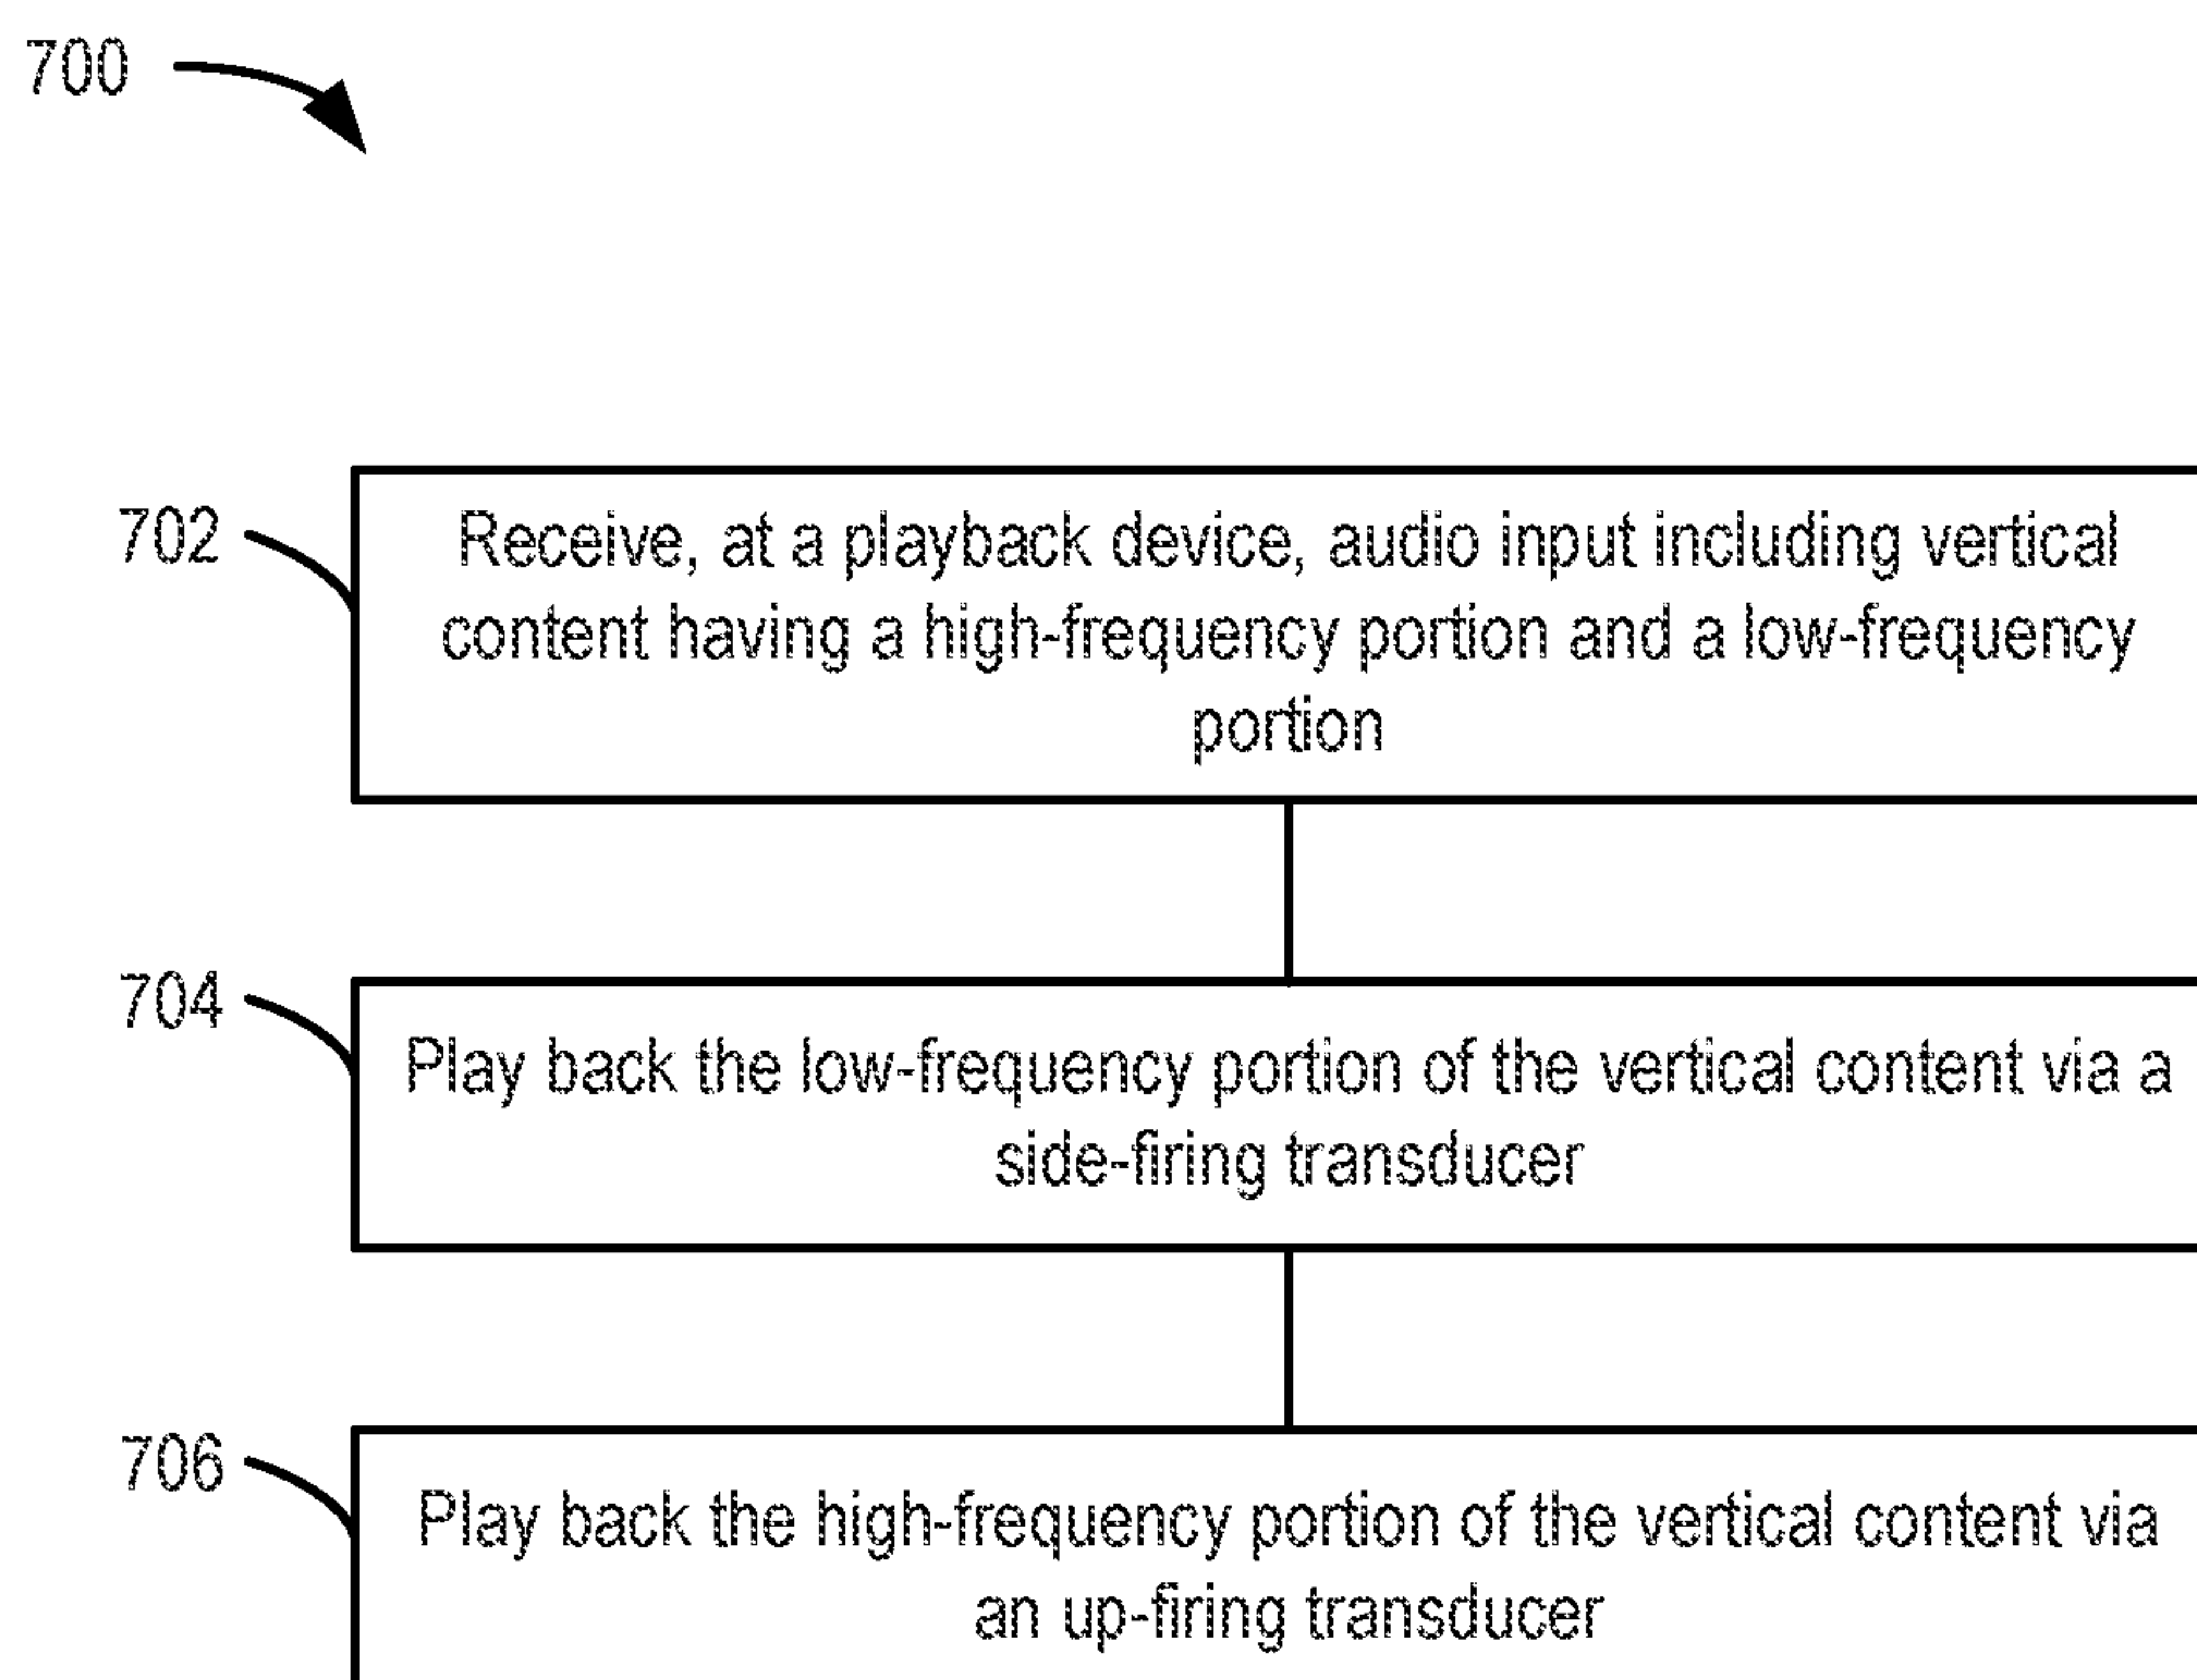 700
702
Receive, at a playback device, audio input including vertical
content having a high-frequency portion and a low-frequency
portion
704
Play back the low-frequency portion of the vertical content via a
side-firing transducer
706
Play back the high-frequency portion of the vertical content via
an up-firing transducer